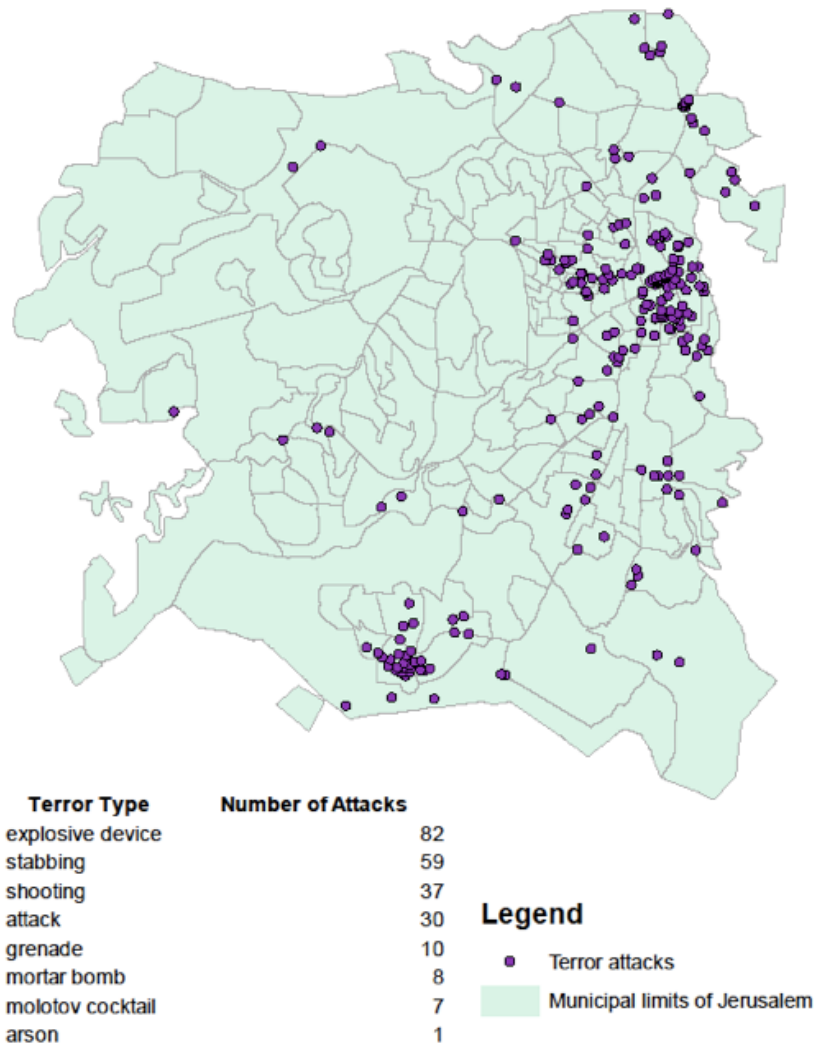 Terror Type Number of Attacks
explosive device 82
stabbing 59
shooting 37
attack 30
grenade 10
mortar bomb 8
molotov cocktail 7
arson 1
Legend
Terror attacks
Municipal limits of Jerusalem